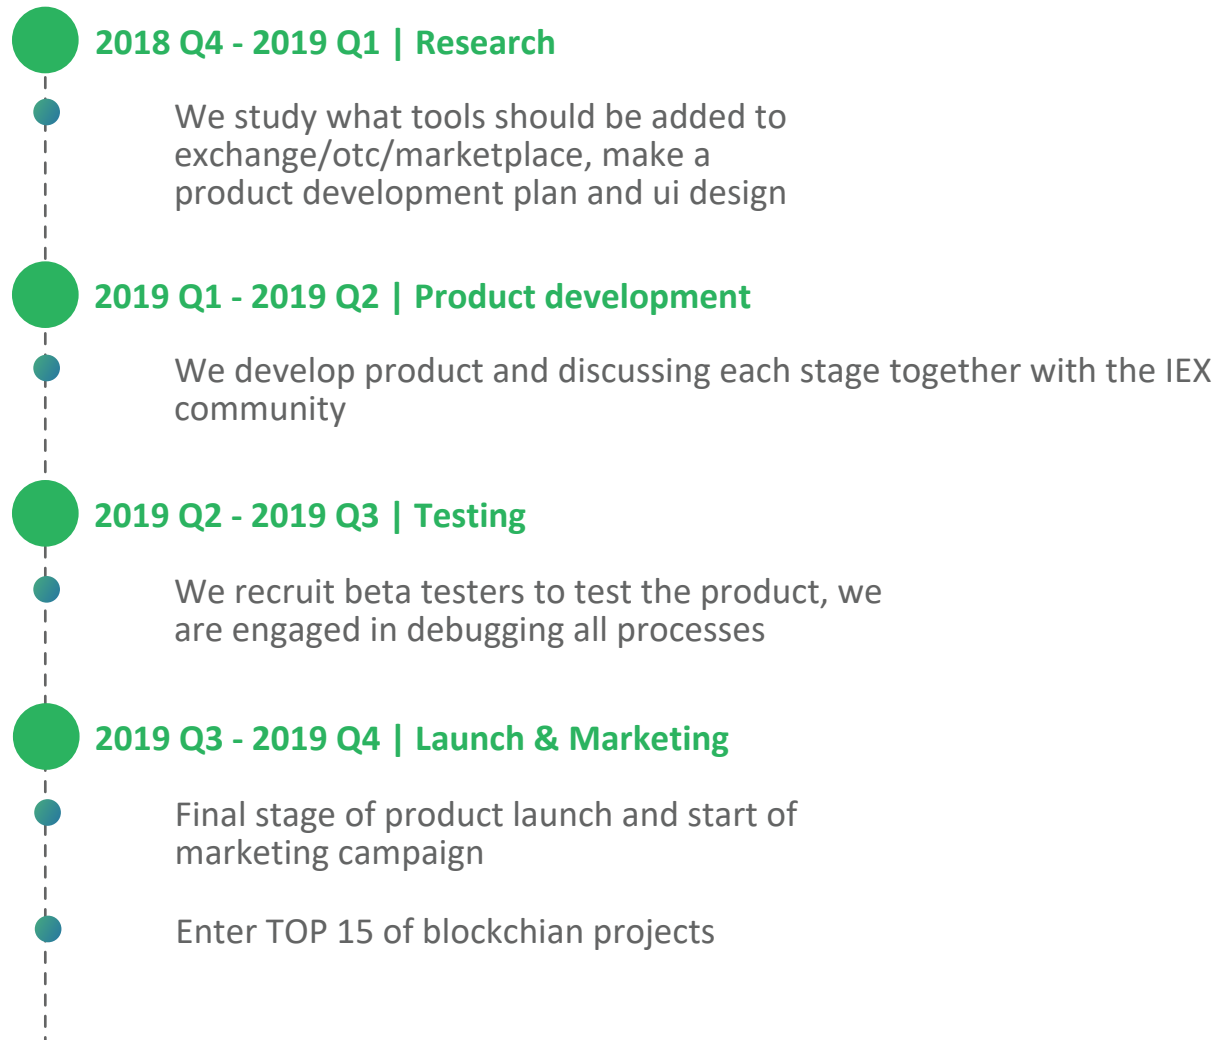 2018 Q4 - 2019 Q1 | Research
We study what tools should be added to
exchange/otc/marketplace, make a
product development plan and ui design
2019 Q1 - 2019 Q2 | Product development
We develop product and discussing each stage together with the IEX
community
2019 Q2 - 2019 Q3 | Testing
We recruit beta testers to test the product, we
are engaged in debugging all processes
2019 Q3 - 2019 Q4 | Launch & Marketing
Final stage of product launch and start of
marketing campaign
Enter TOP 15 of blockchian projects